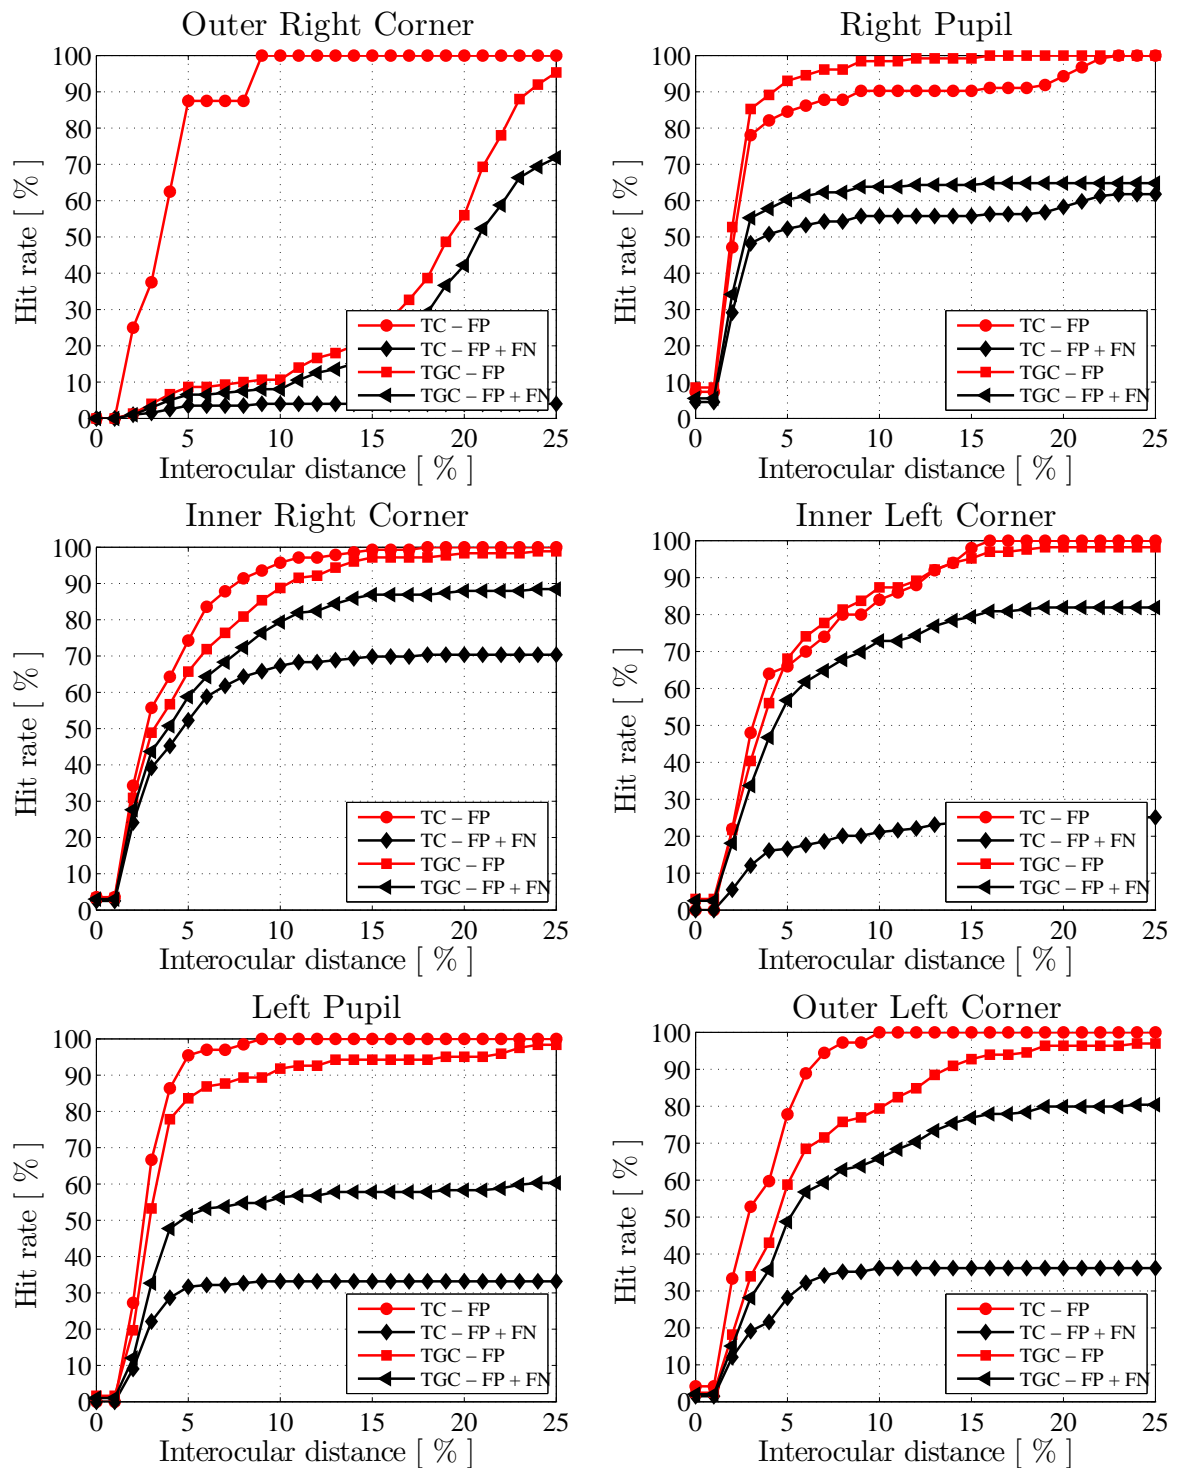 Outer Right Corner
Hit rate [ % ]
100
90
80
70
60
50
40
30
20
10
0
TC – FP
TC – FP + FN
TGC – FP
TGC – FP + FN
0 5 10 15 20 25
Interocular distance [ % ]
Right Pupil
Hit rate [ % ]
100
90
80
70
60
50
40
30
20
10
0
TC – FP
TC – FP + FN
TGC – FP
TGC – FP + FN
0 5 10 15 20 25
Interocular distance [ % ]
Inner Right Corner
Hit rate [ % ]
100
90
80
70
60
50
40
30
20
10
0
TC – FP
TC – FP + FN
TGC – FP
TGC – FP + FN
0 5 10 15 20 25
Interocular distance [ % ]
Inner Left Corner
Hit rate [ % ]
100
90
80
70
60
50
40
30
20
10
0
TC – FP
TC – FP + FN
TGC – FP
TGC – FP + FN
0 5 10 15 20 25
Interocular distance [ % ]
Left Pupil
Hit rate [ % ]
100
90
80
70
60
50
40
30
20
10
0
TC – FP
TC – FP + FN
TGC – FP
TGC – FP + FN
0 5 10 15 20 25
Interocular distance [ % ]
Outer Left Corner
Hit rate [ % ]
100
90
80
70
60
50
40
30
20
10
0
TC – FP
TC – FP + FN
TGC – FP
TGC – FP + FN
0 5 10 15 20 25
Interocular distance [ % ]